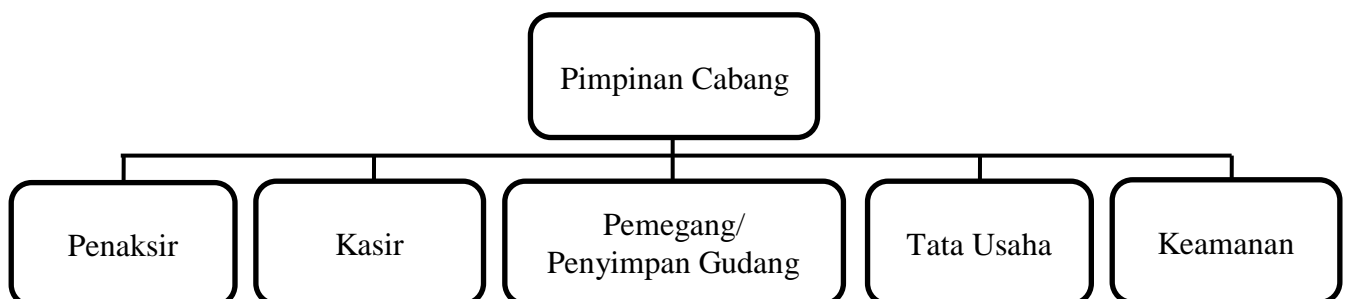 Pimpinan Cabang
Penaksir
Kasir
Pemegang/
Penyimpan Gudang
Tata Usaha
Keamanan